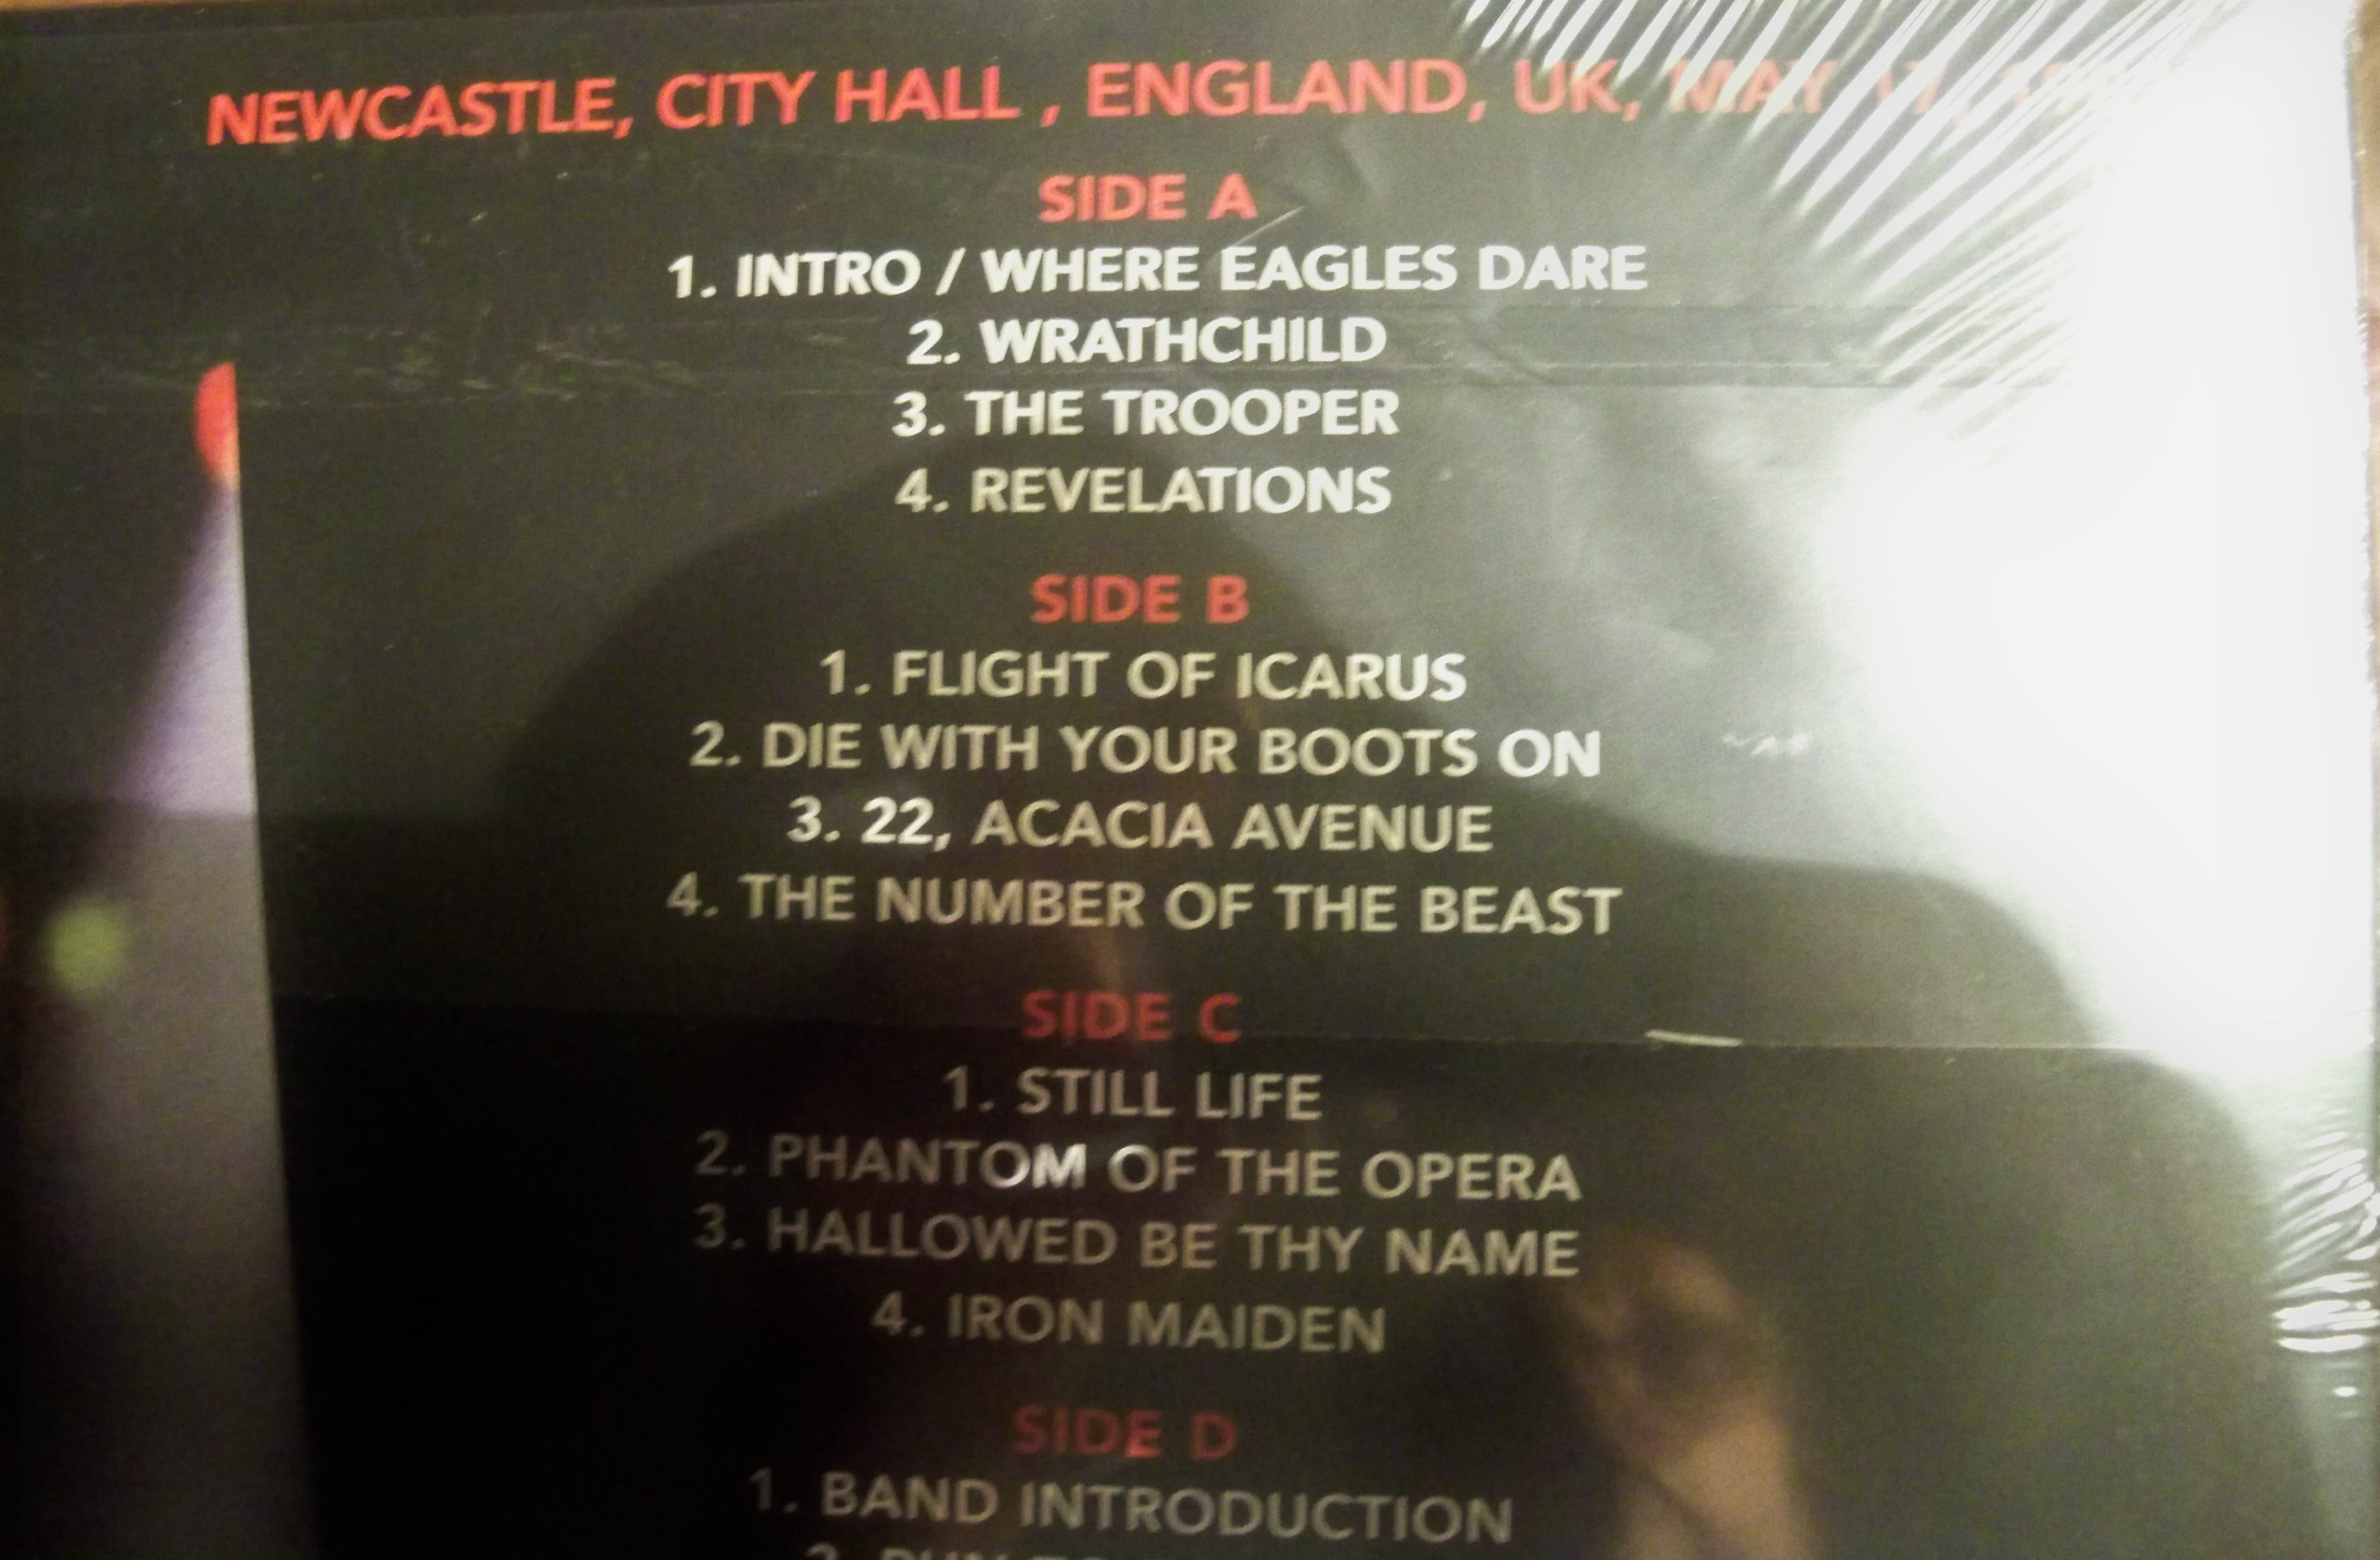 NEWCASTLE, CITY HALL , ENGLAND, UK, MAY 17,
SIDE A
1. INTRO / WHERE EAGLES DARE
2. WRATHCHILD
3. THE TROOPER
4. REVELATIONS
SIDE B
1. FLIGHT OF ICARUS
2. DIE WITH YOUR BOOTS ON
3. 22, ACACIA AVENUE
4. THE NUMBER OF THE BEAST
SIDE C
1. STILL LIFE
2. PHANTOM OF THE OPERA
3. HALLOWED BE THY NAME
4. IRON MAIDEN
SIDE D
1. BAND INTRODUCTION